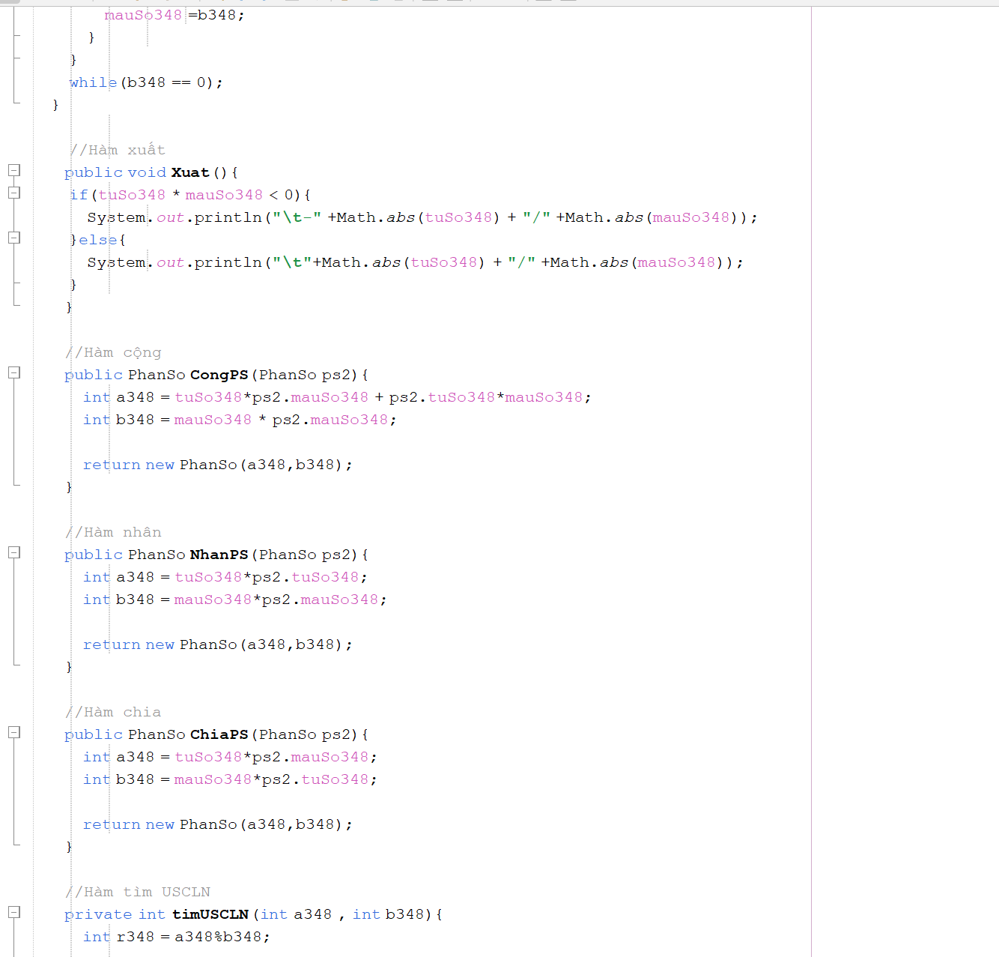 mauSo348 =b348;
}
}
while(b348 == 0);
}
//Hàm xuất
public void Xuat(){
if(tuSo348 * mauSo348 < 0){
System.out.println("\t-" +Math.abs(tuSo348) + "/" +Math.abs(mauSo348));
}else{
System.out.println("\t"+Math.abs(tuSo348) + "/" +Math.abs(mauSo348));
}
}
//Hàm cộng
public PhanSo CongPS(PhanSo ps2){
int a348 = tuSo348*ps2.mauSo348 + ps2.tuSo348*mauSo348;
int b348 = mauSo348 * ps2.mauSo348;
return new PhanSo(a348,b348);
}
//Hàm nhân
public PhanSo NhanPS(PhanSo ps2){
int a348 = tuSo348*ps2.tuSo348;
int b348 = mauSo348*ps2.mauSo348;
return new PhanSo(a348,b348);
}
//Hàm chia
public PhanSo ChiaPS(PhanSo ps2){
int a348 = tuSo348*ps2.mauSo348;
int b348 = mauSo348*ps2.tuSo348;
return new PhanSo(a348,b348);
}
//Hàm tìm USCLN
private int timUSCLN(int a348 , int b348){
int r348 = a348%b348;